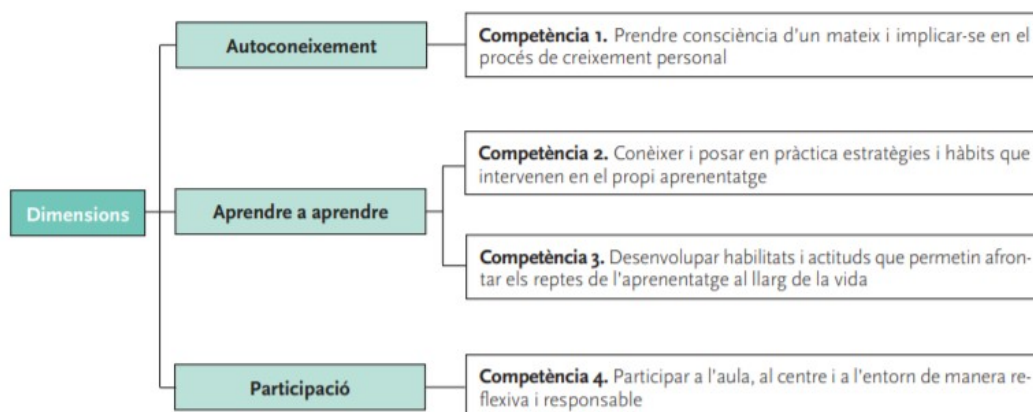 Dimensions
Autoconeixement
Competència 1. Prendre consciència d'un mateix i implicar-se en el
procés de creixement personal
Aprendre a aprendre
Competència 2. Conèixer i posar en pràctica estratègies i hàbits que
intervenen en el propi aprenentatge
Competència 3. Desenvolupar habilitats i actituds que permetin afron-
tar els reptes de l'aprenentatge al llarg de la vida
Participació
Competència 4. Participar a l'aula, al centre i a l'entorn de manera re-
flexiva i responsable